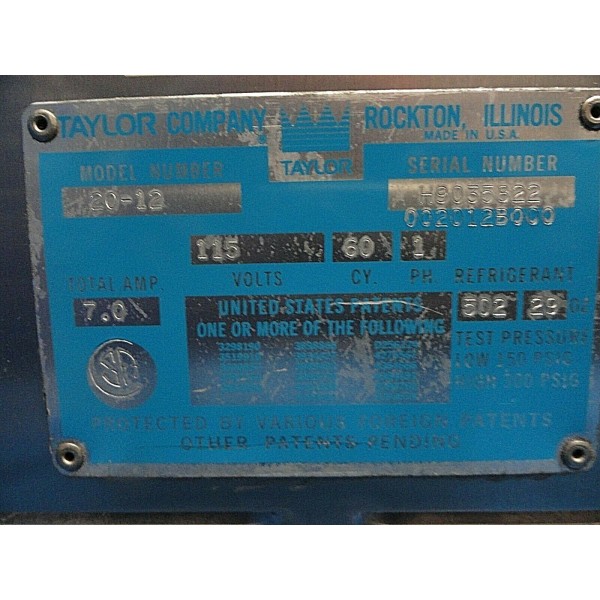 TAYLOR COMPANY ROCKTON, ILLINOIS
MADE IN U.S.A.
TAYLOR
MODEL NUMBER SERIAL NUMBER
20-12 H8035822
002012B000
115 60 1
VOLTS CY. PH. REFRIGERANT
TOTAL AMP.
7.0 502 29 OZ
UNITED STATES PATENTS
ONE OR MORE OF THE FOLLOWING
TEST PRESSURE
LOW 150 PSIG
HIGH 300 PSIG
PROTECTED BY VARIOUS FOREIGN PATENTS
OTHER PATENTS PENDING